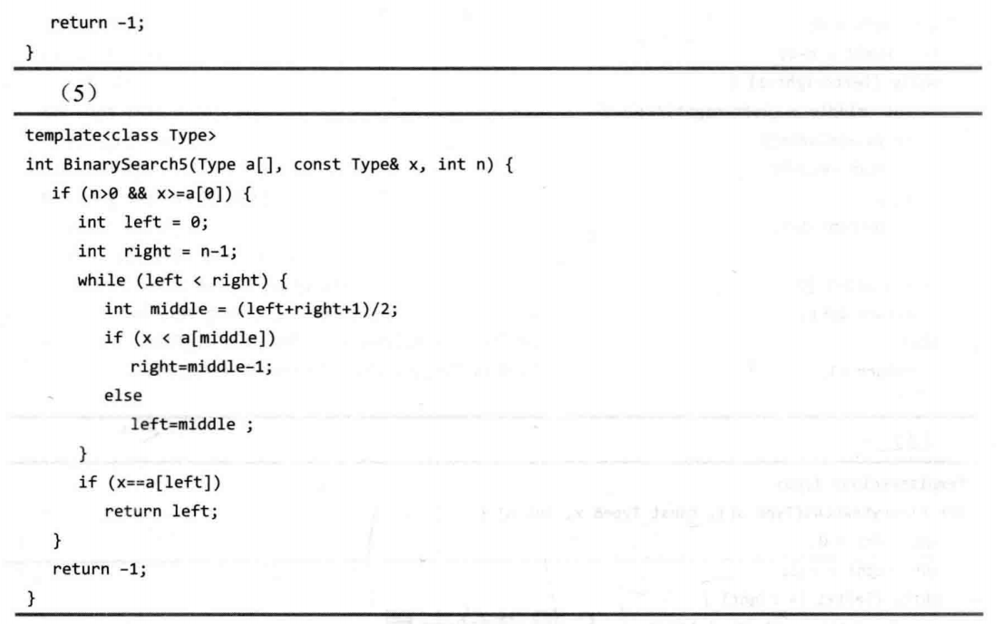 return –1;
}
（5）
template<class Type>
int BinarySearch5(Type a[], const Type& x, int n) {
if (n>0 && x>=a[0]) {
int left = 0;
int right = n–1;
while (left < right) {
int middle = (left+right+1)/2;
if (x < a[middle])
right=middle–1;
else
left=middle ;
}
if (x==a[left])
return left;
}
return –1;
}